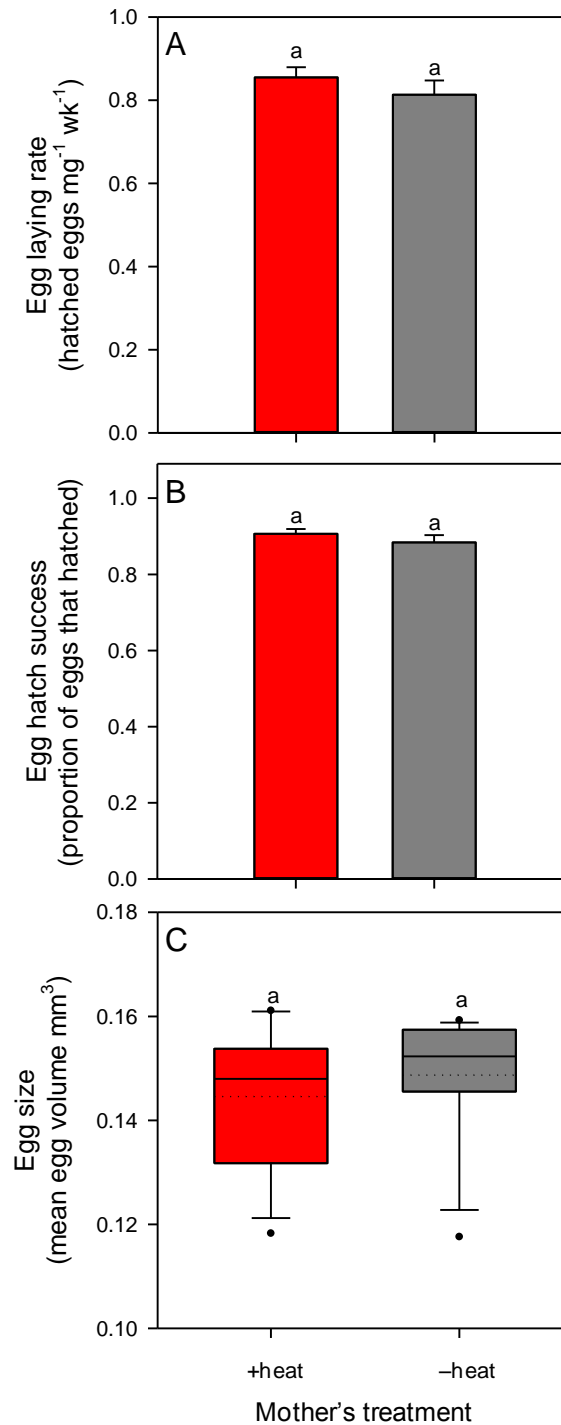 A
a
a
Egg laying rate
(hatched eggs mg⁻¹ wk⁻¹)
1.0
0.8
0.6
0.4
0.2
0.0
B
a
a
Egg hatch success
(proportion of eggs that hatched)
1.0
0.8
0.6
0.4
0.2
0.0
C
a
a
Egg size
(mean egg volume mm³)
0.18
0.16
0.14
0.12
0.10
+heat
–heat
Mother's treatment